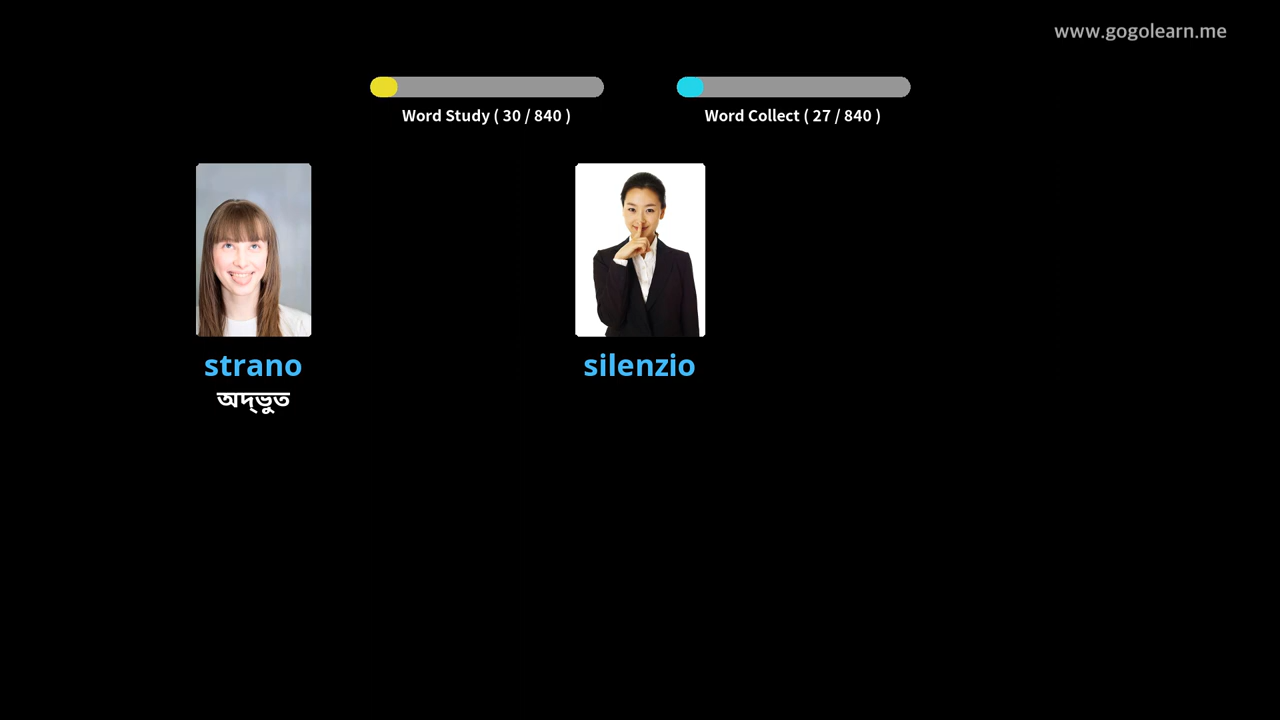 www.gogolearn.me
Word Study ( 30 / 840 )
Word Collect ( 27 / 840 )
strano
অদ্‌ভুত
silenzio